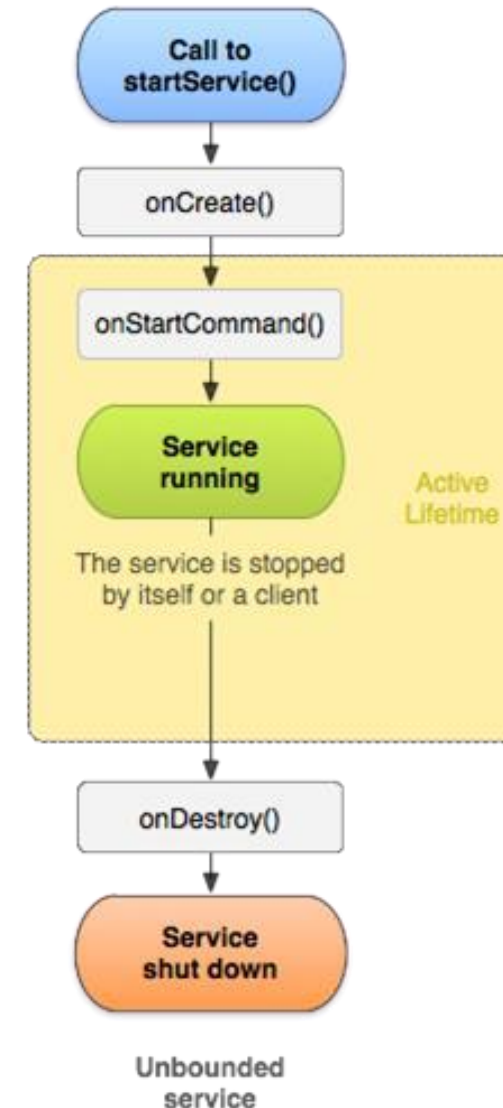 Call to
startService()
onCreate()
onStartCommand()
Service
running
Active
Lifetime
The service is stopped
by itself or a client
onDestroy()
Service
shut down
Unbounded
service